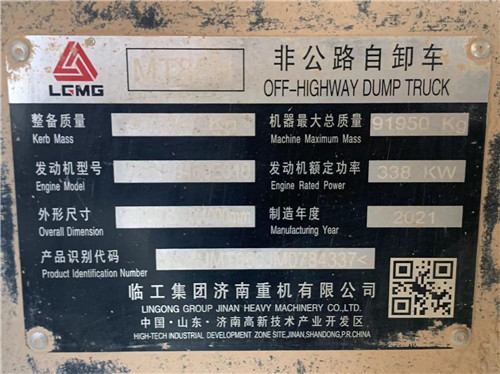 LGMG
非公路自卸车
OFF-HIGHWAY DUMP TRUCK
整备质量
Kerb Mass
机器最大总质量 91950 Kg
Machine Maximum Mass
发动机型号
Engine Model
发动机额定功率 338 KW
Engine Rated Power
外形尺寸
Overall Dimension
制造年度 2021
Manufacturing Year
产品识别代码
Product Identification Number
临工集团济南重机有限公司
LINGONG GROUP JINAN HEAVY MACHINERY CO.,LTD.
中国·山东·济南高新技术产业开发区
HIGH-TECH INDUSTRIAL DEVELOPMENT ZONE SITE,JINAN,SHANDONG,P.R.CHINA